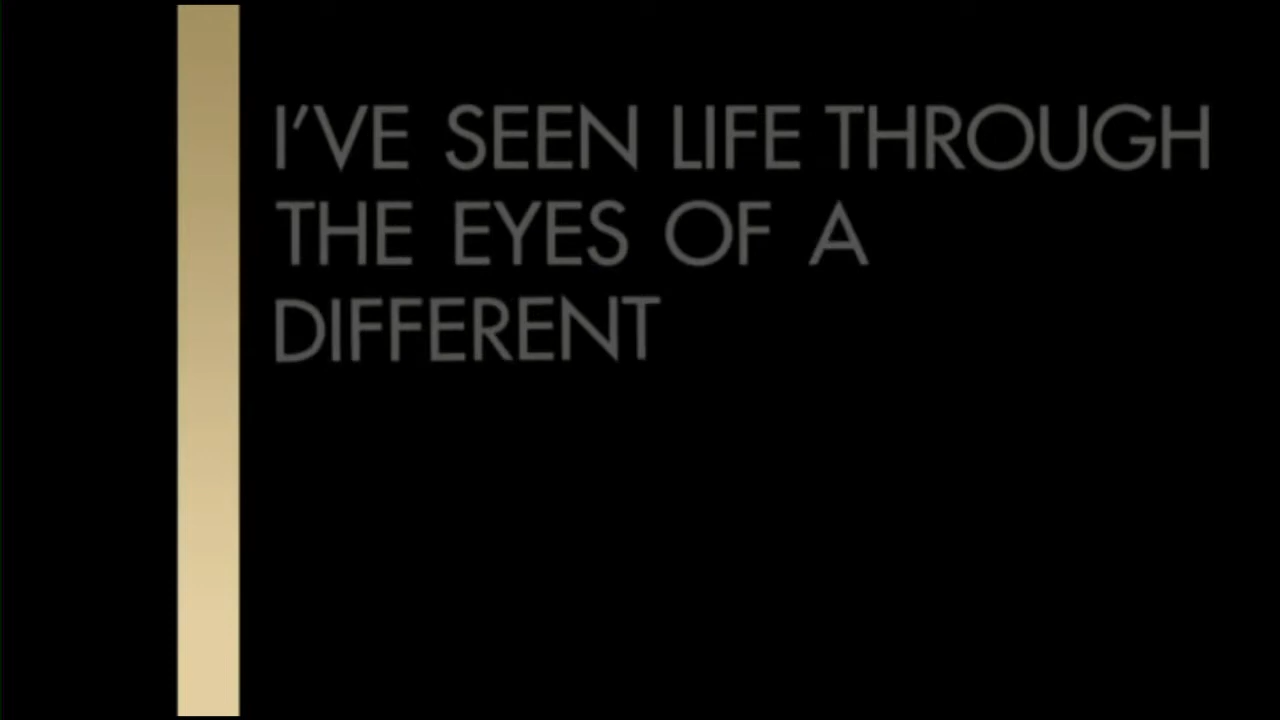 I'VE SEEN LIFE THROUGH
THE EYES OF A
DIFFERENT